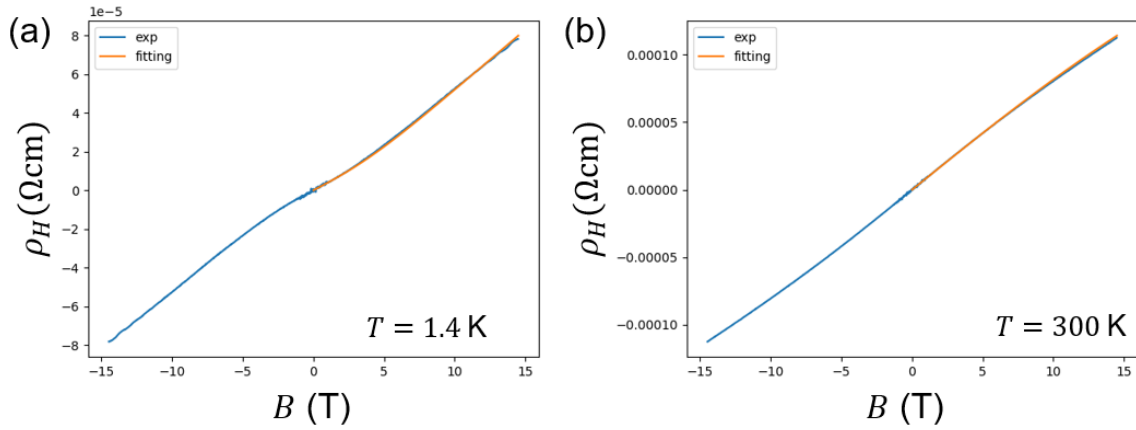 (a)
1e−5
exp
fitting
8
6
4
2
0
−2
−4
−6
−8
ρ_H(Ωcm)
T = 1.4 K
−15 −10 −5 0 5 10 15
B (T)
(b)
exp
fitting
0.00010
0.00005
0.00000
−0.00005
−0.00010
ρ_H(Ωcm)
T = 300 K
−15 −10 −5 0 5 10 15
B (T)